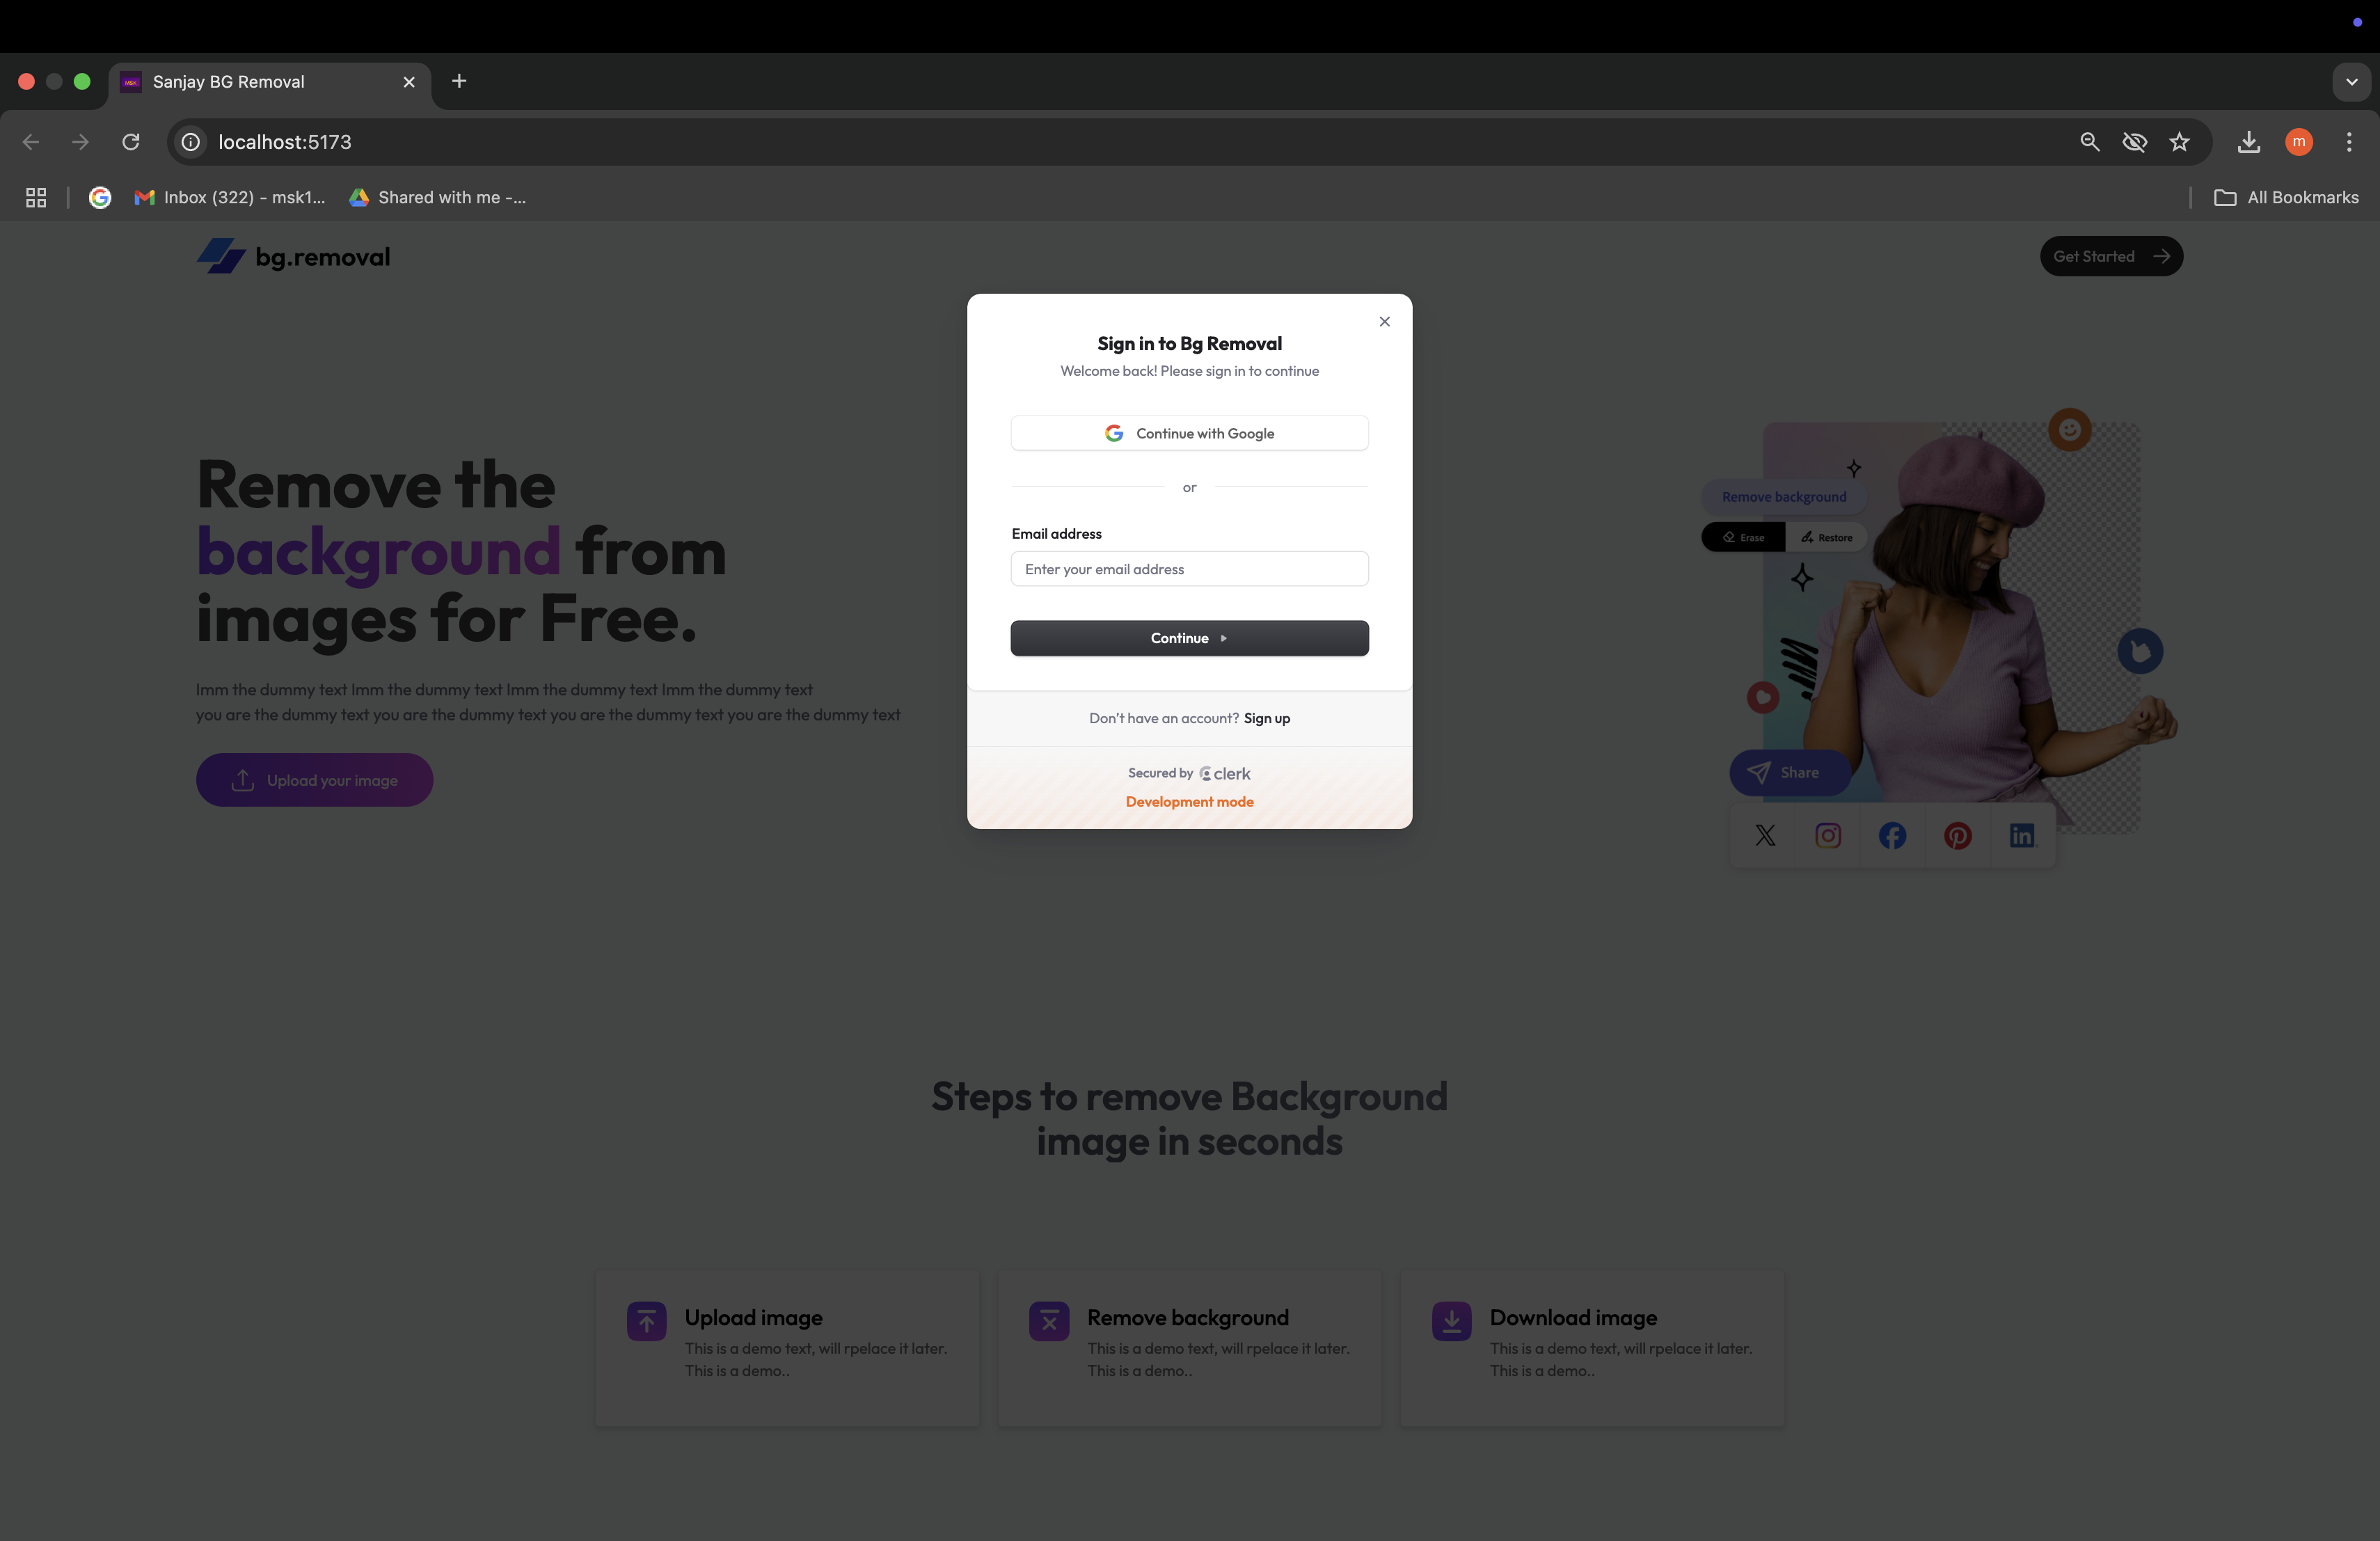 Sanjay BG Removal
localhost:5173
m
Inbox (322) - msk1...
Shared with me -...
All Bookmarks
bg.removal
Get Started
Sign in to Bg Removal
Welcome back! Please sign in to continue
Continue with Google
or
Email address
Enter your email address
Continue
Don't have an account? Sign up
Secured by clerk
Development mode
Remove the
background from
images for Free.
Imm the dummy text Imm the dummy text Imm the dummy text Imm the dummy text
you are the dummy text you are the dummy text you are the dummy text you are the dummy text
Upload your image
Remove background
Erase
Restore
Share
Steps to remove Background
image in seconds
Upload image
This is a demo text, will rpelace it later.
This is a demo..
Remove background
This is a demo text, will rpelace it later.
This is a demo..
Download image
This is a demo text, will rpelace it later.
This is a demo..